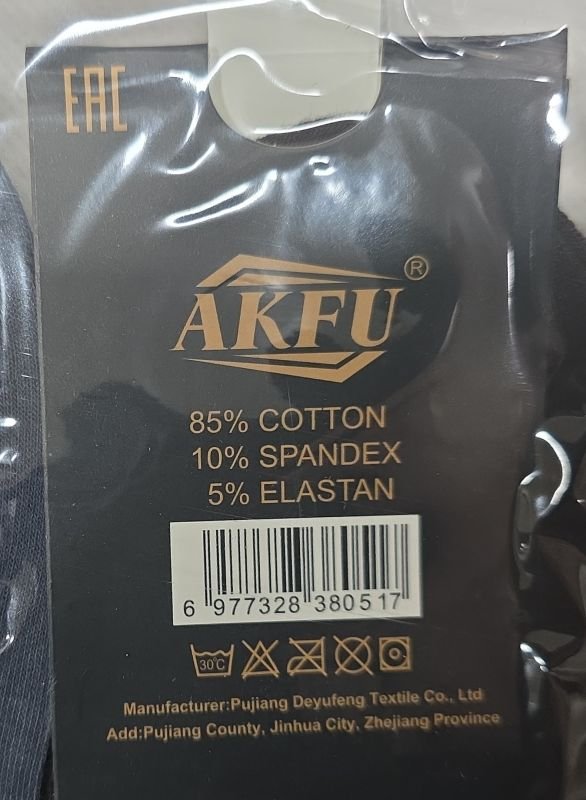 EAC
AKFU®
85% COTTON
10% SPANDEX
5% ELASTAN
6 977328 380517
30°C
Manufacturer:Pujiang Deyufeng Textile Co., Ltd
Add:Pujiang County, Jinhua City, Zhejiang Province